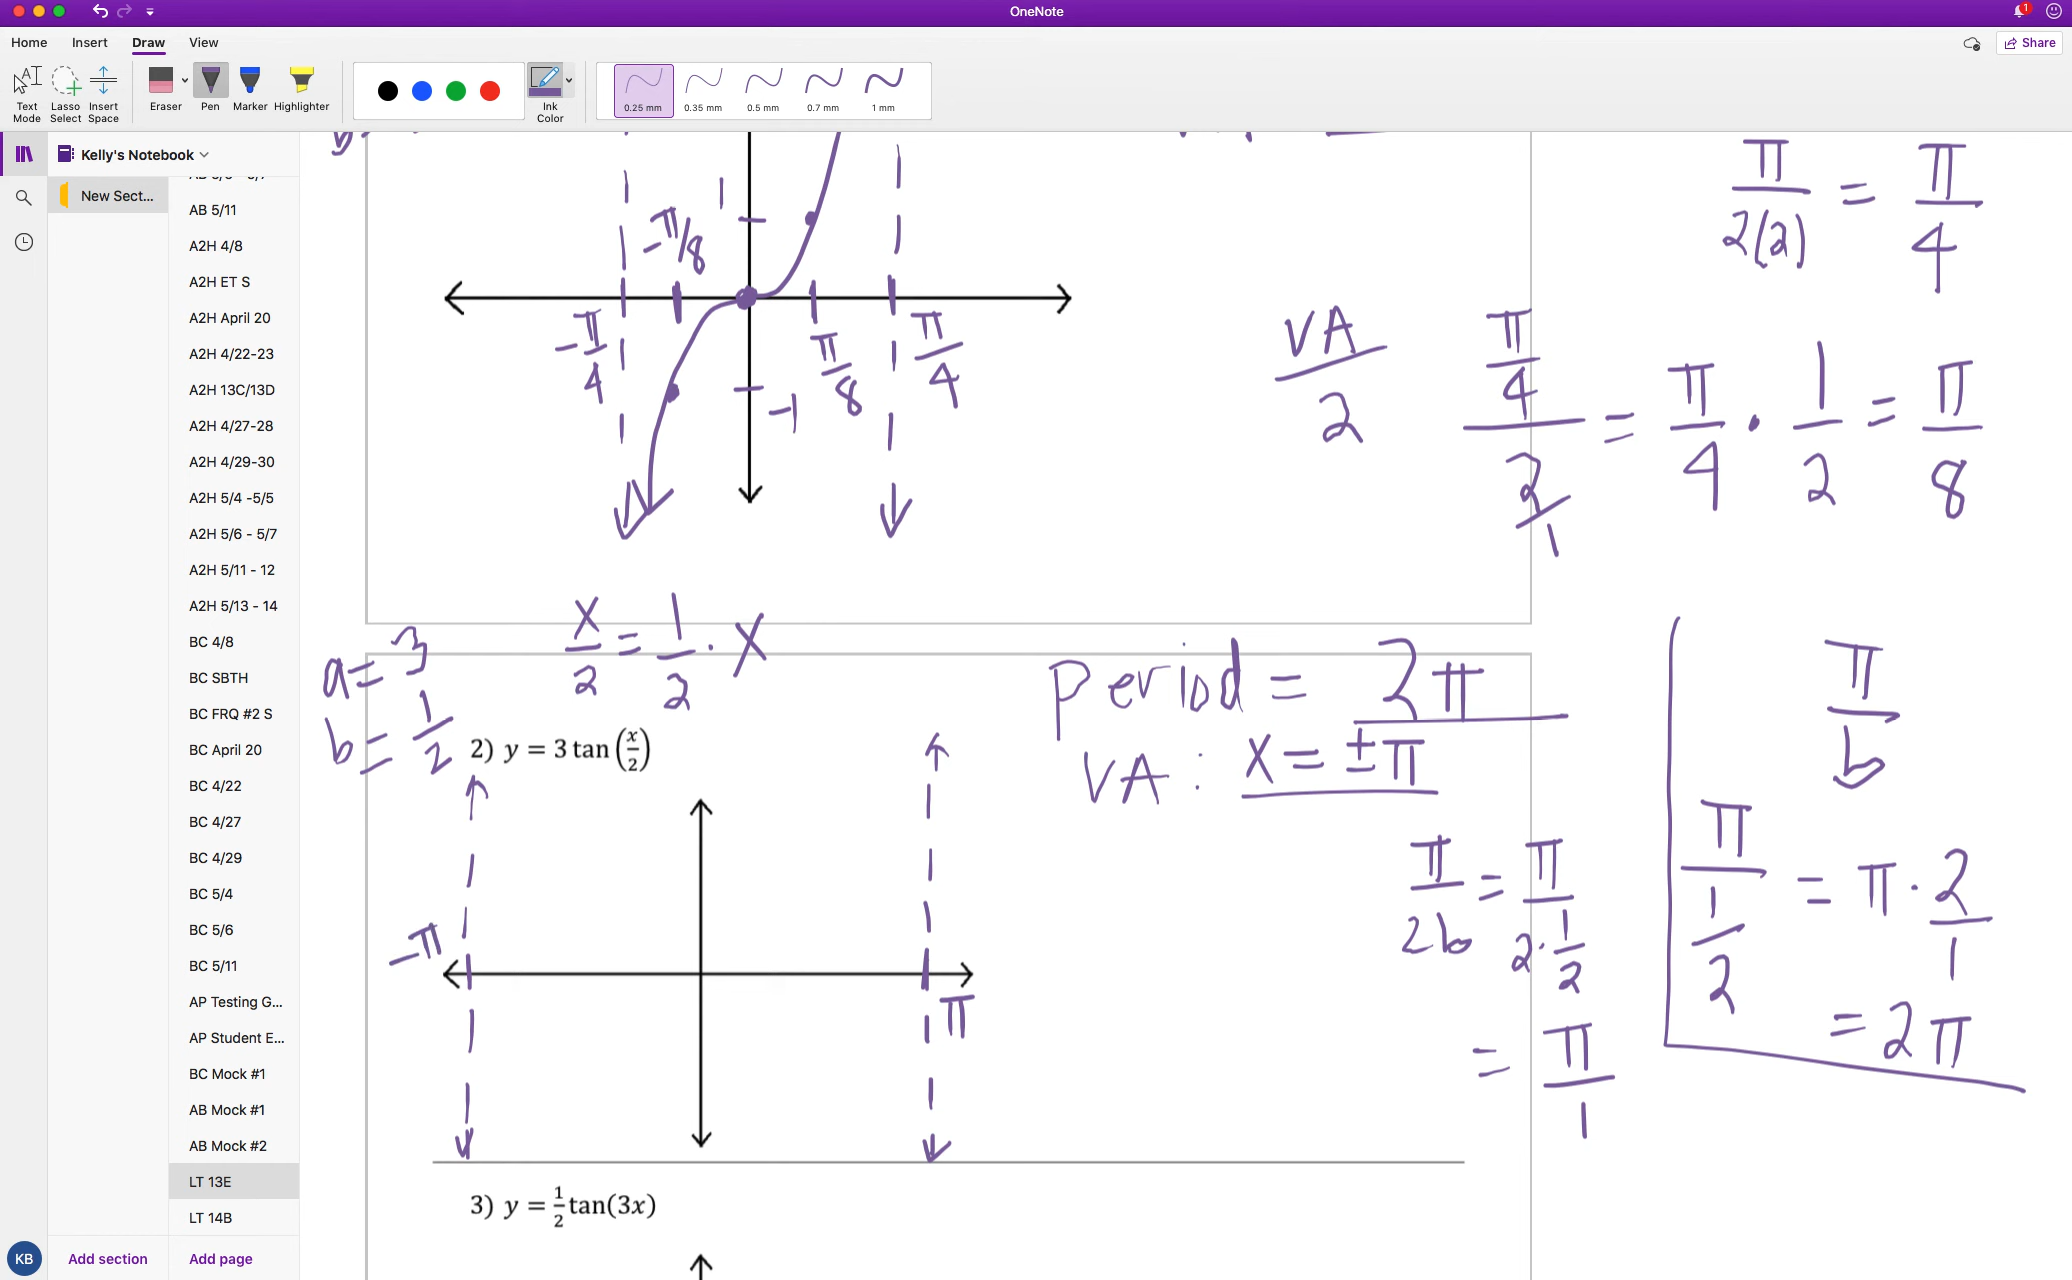 OneNote
1
Home Insert Draw View
Share
Text Mode
Lasso Select
Insert Space
Eraser
Pen
Marker
Highlighter
Ink Color
0.25 mm
0.35 mm
0.5 mm
0.7 mm
1 mm
Kelly's Notebook
New Sect...
AB 5/11
A2H 4/8
A2H ET S
A2H April 20
A2H 4/22-23
A2H 13C/13D
A2H 4/27-28
A2H 4/29-30
A2H 5/4 -5/5
A2H 5/6 - 5/7
A2H 5/11 - 12
A2H 5/13 - 14
BC 4/8
BC SBTH
BC FRQ #2 S
BC April 20
BC 4/22
BC 4/27
BC 4/29
BC 5/4
BC 5/6
BC 5/11
AP Testing G...
AP Student E...
BC Mock #1
AB Mock #1
AB Mock #2
LT 13E
LT 14B
KB
Add section
Add page
-π/8
1
-π/4
π/8
π/4
-1
π/2(2) = π/4
VA/2
π/4 / 2/1 = π/4 · 1/2 = π/8
a = 3
b = 1/2
x/2 = 1/2 · x
2) y = 3 tan (x/2)
Period = 2π
VA: x = ±π
-π
π
π/2b = π/2·1/2
= π/1
π/b
π/1/2 = π · 2/1
= 2π
3) y = 1/2 tan(3x)